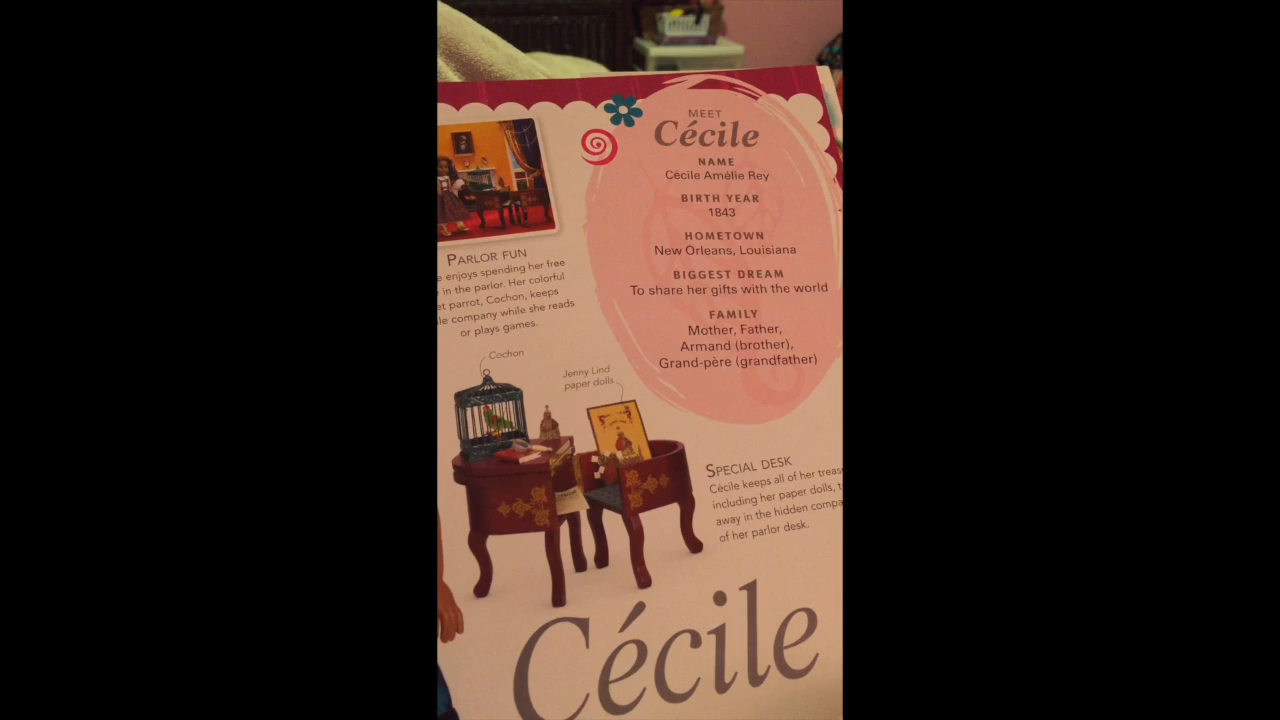 MEET
Cécile
NAME
Cécile Amélie Rey
BIRTH YEAR
1843
HOMETOWN
New Orleans, Louisiana
BIGGEST DREAM
To share her gifts with the world
FAMILY
Mother, Father,
Armand (brother),
Grand-père (grandfather)
PARLOR FUN
e enjoys spending her free
in the parlor. Her colorful
et parrot, Cochon, keeps
le company while she reads
or plays games.
Cochon
Jenny Lind
paper dolls
SPECIAL DESK
Cécile keeps all of her treas
including her paper dolls, t
away in the hidden compa
of her parlor desk.
Cécile